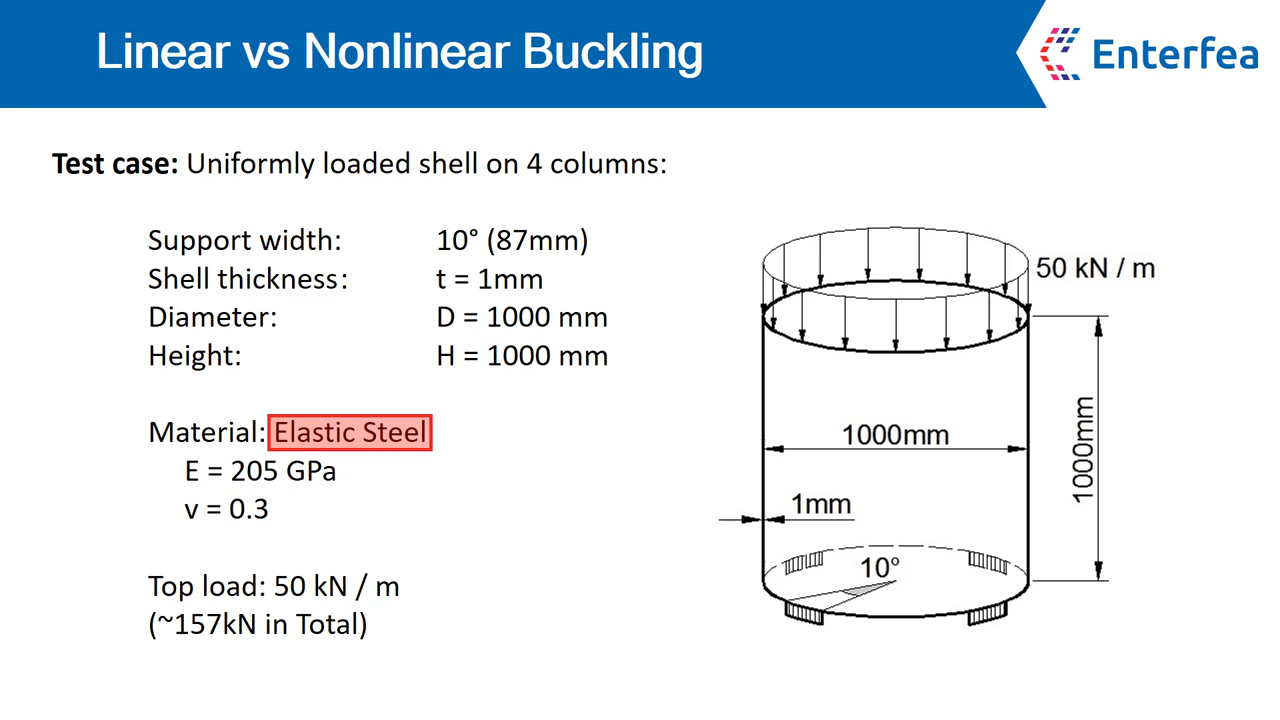 Linear vs Nonlinear Buckling
Enterfea
Test case: Uniformly loaded shell on 4 columns:
Support width: 10° (87mm)
Shell thickness: t = 1mm
Diameter: D = 1000 mm
Height: H = 1000 mm
Material: Elastic Steel
E = 205 GPa
v = 0.3
Top load: 50 kN / m
(~157kN in Total)
50 kN / m
1000mm
1000mm
1mm
10°